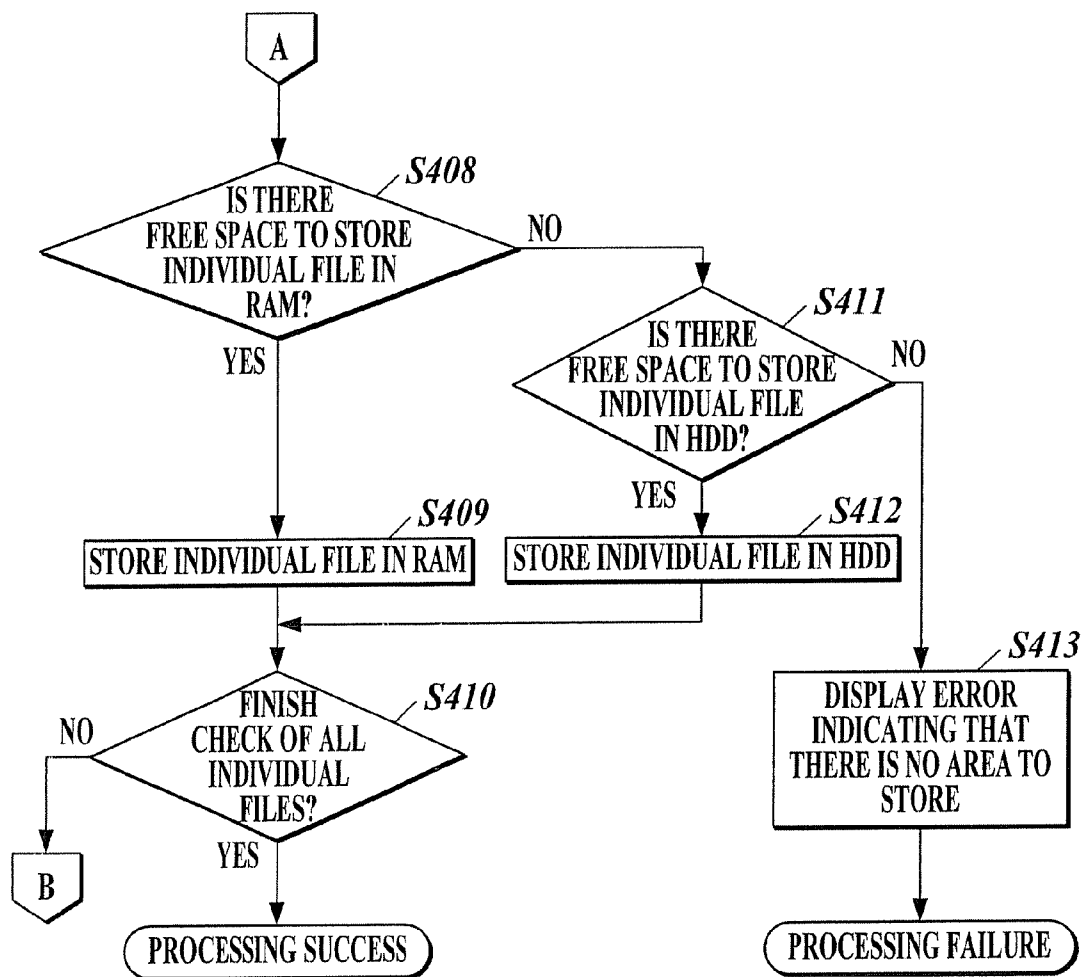 A
S408
IS THERE
FREE SPACE TO STORE
INDIVIDUAL FILE IN
RAM?
NO
YES
S411
IS THERE
FREE SPACE TO STORE
INDIVIDUAL FILE
IN HDD?
NO
YES
S409
STORE INDIVIDUAL FILE IN RAM
S412
STORE INDIVIDUAL FILE IN HDD
S410
FINISH
CHECK OF ALL
INDIVIDUAL
FILES?
NO
YES
S413
DISPLAY ERROR
INDICATING THAT
THERE IS NO AREA TO
STORE
B
PROCESSING SUCCESS
PROCESSING FAILURE